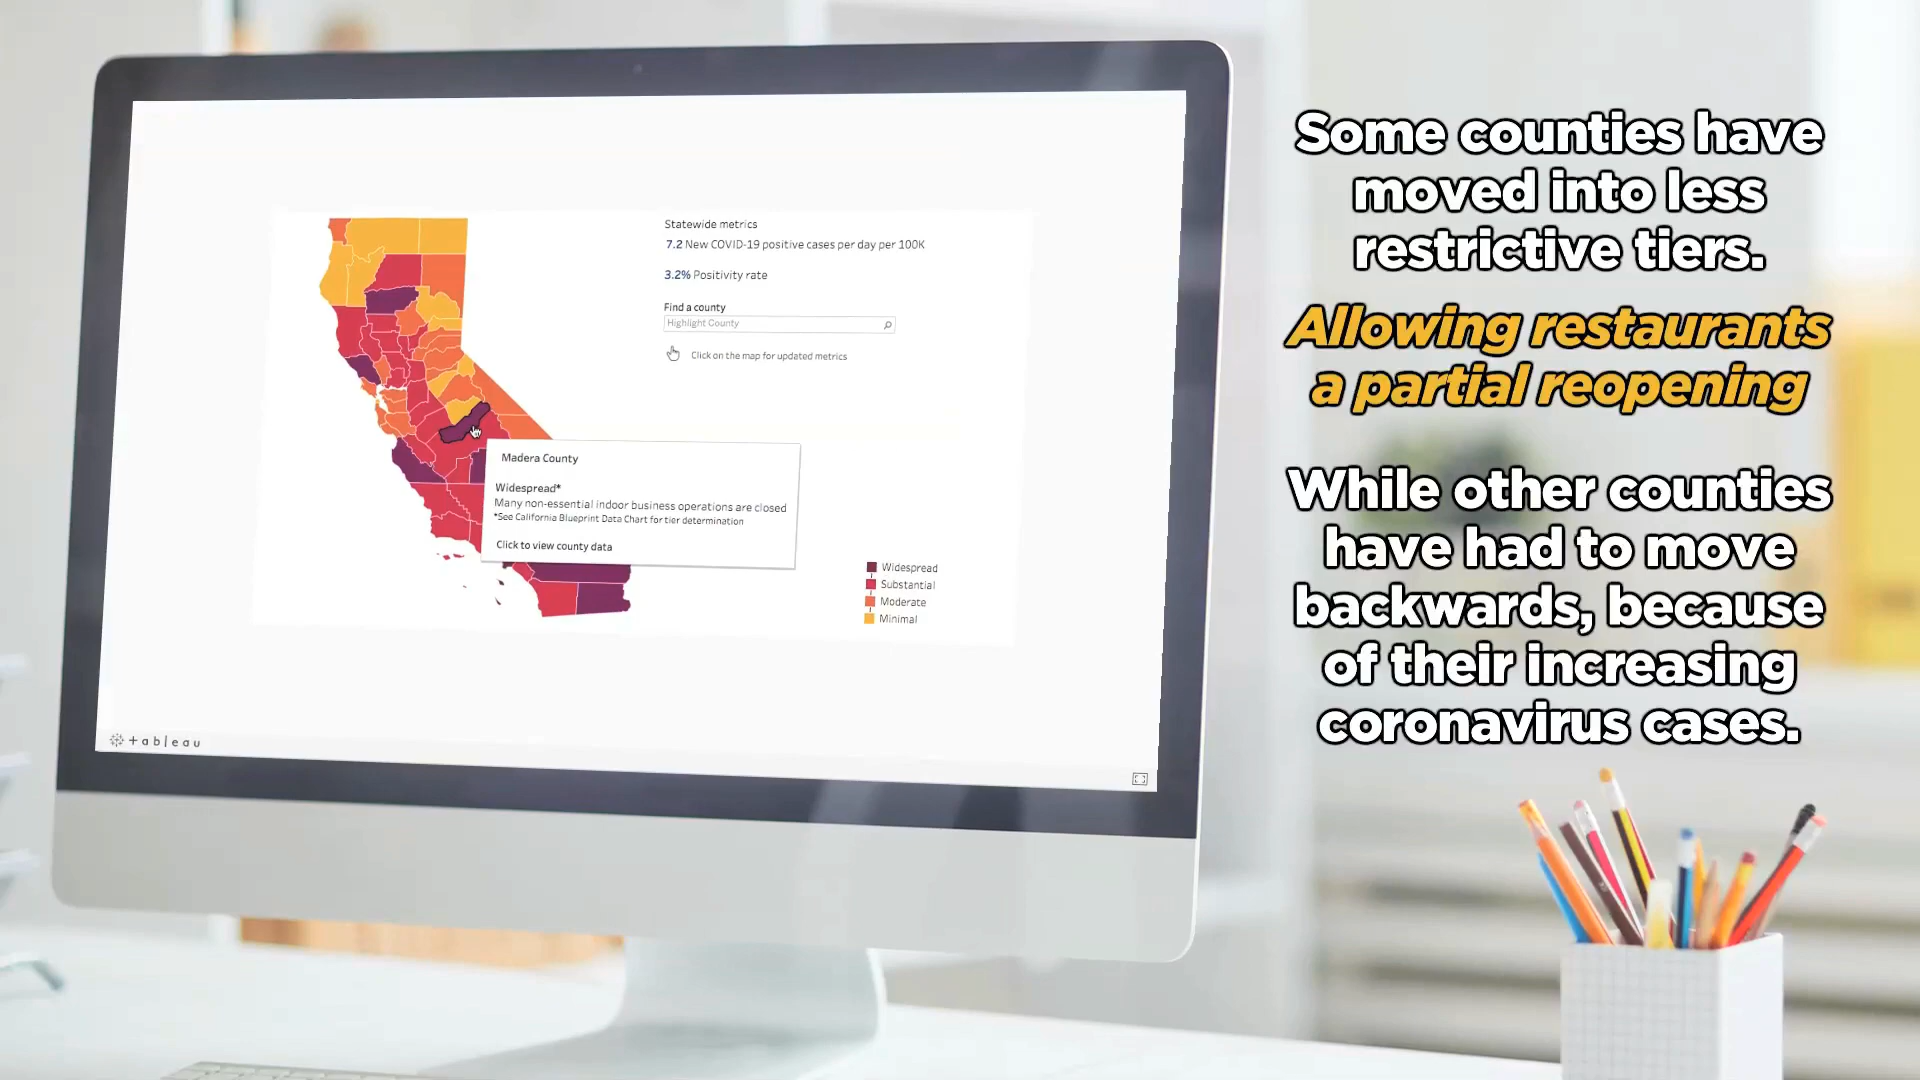 Statewide metrics
7.2 New COVID-19 positive cases per day per 100K
3.2% Positivity rate
Find a county
Highlight County
Click on the map for updated metrics
Madera County
Widespread*
Many non-essential indoor business operations are closed
*See California Blueprint Data Chart for tier determination
Click to view county data
Widespread
Substantial
Moderate
Minimal
+ableau
Some counties have
moved into less
restrictive tiers.
Allowing restaurants
a partial reopening
While other counties
have had to move
backwards, because
of their increasing
coronavirus cases.